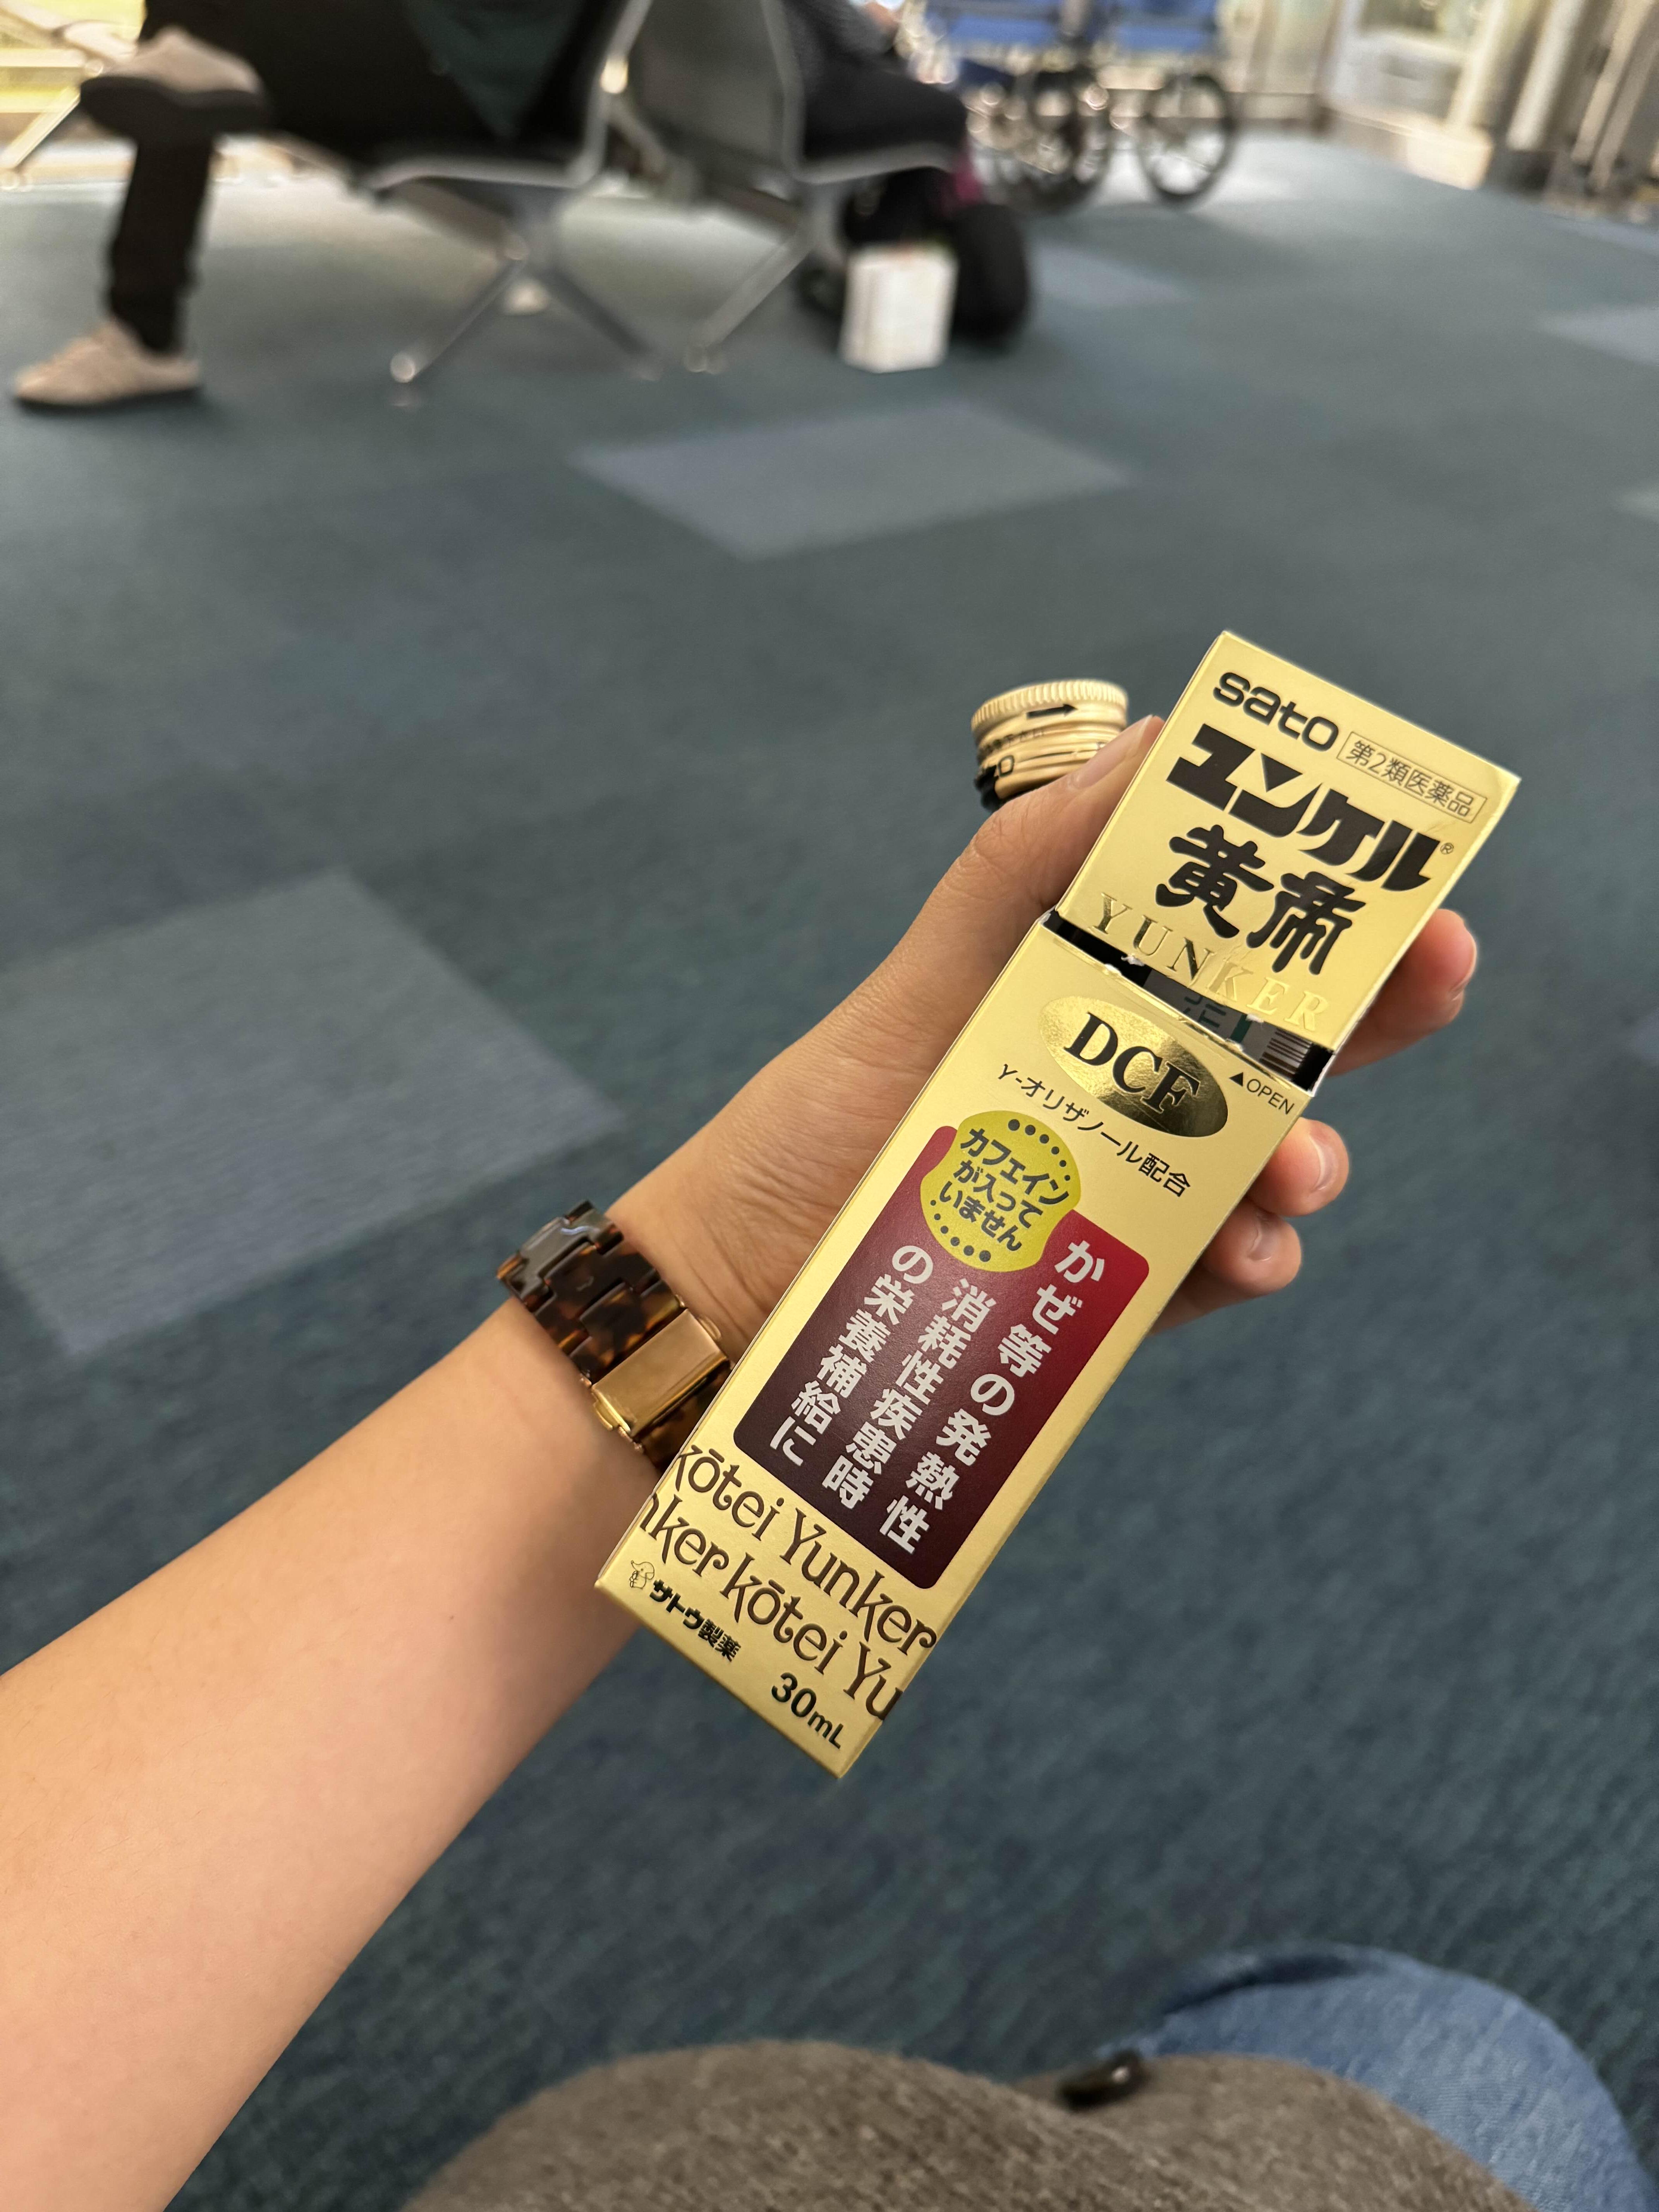 sato
第2類医薬品
ユンケル®
黄帝
YUNKER
DCF
▲OPEN
γ-オリザノール配合
カフェイン
が入って
いません
かぜ等の発熱性
消耗性疾患時
の栄養補給に
kōtei Yunker
nker kōtei Yu
サトウ製薬
30mL